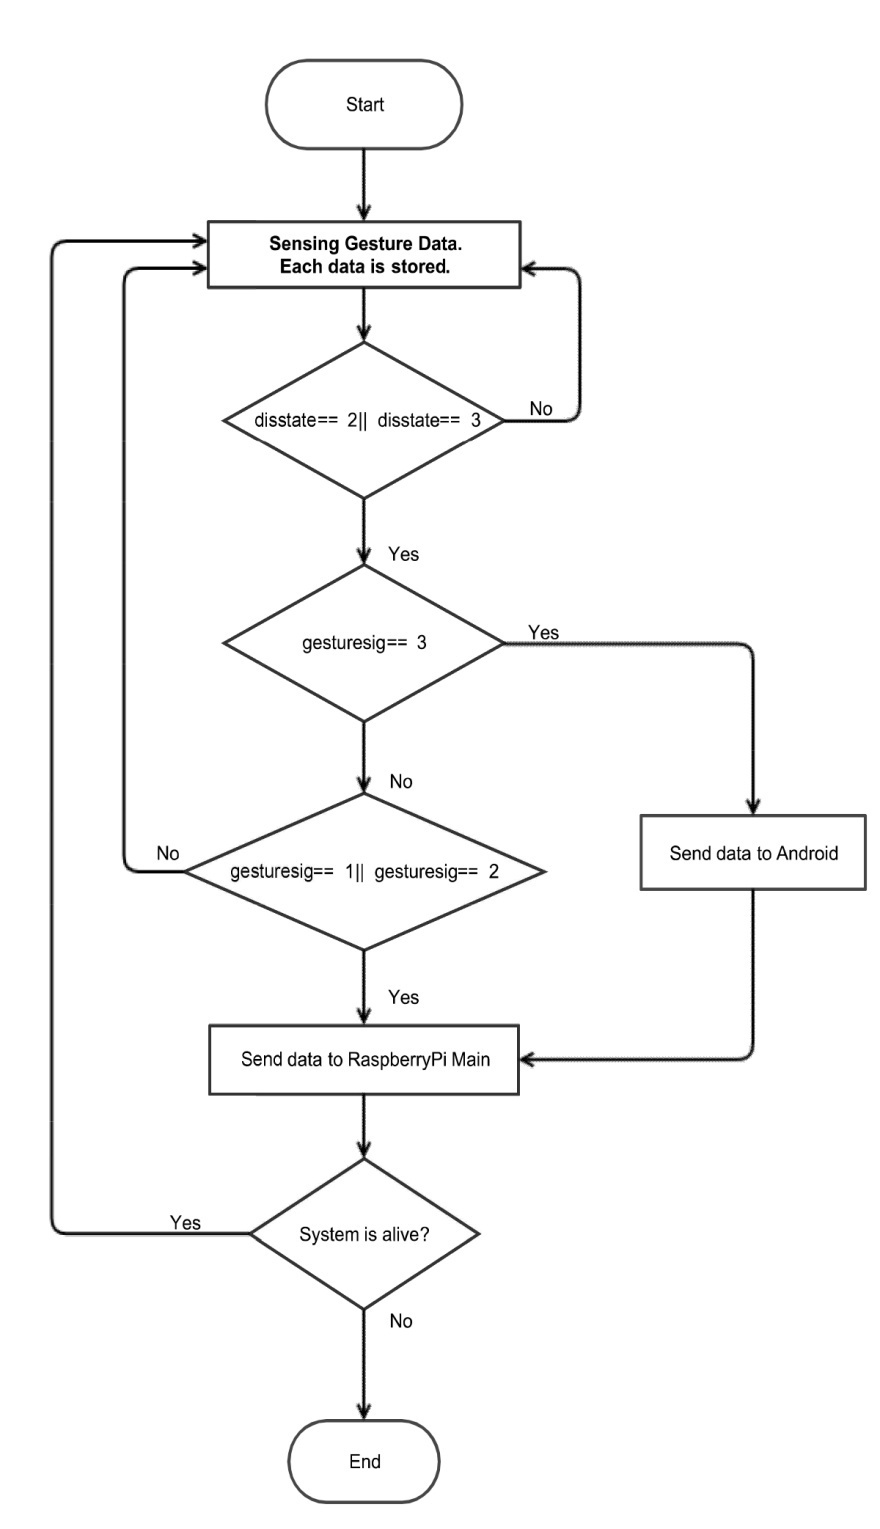 Start
Sensing Gesture Data.
Each data is stored.
disstate== 2|| disstate== 3
No
Yes
gesturesig== 3
Yes
No
No
gesturesig== 1|| gesturesig== 2
Send data to Android
Yes
Send data to RaspberryPi Main
Yes
System is alive?
No
End